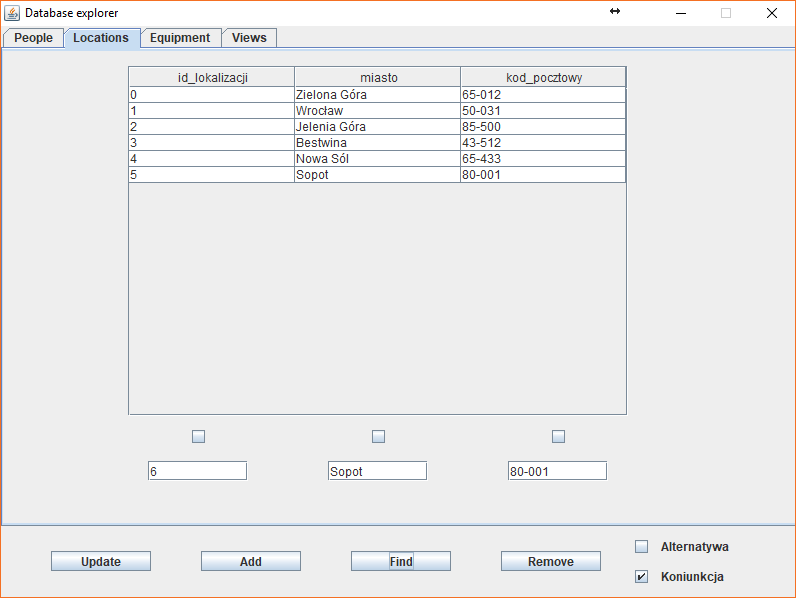 Database explorer
People Locations Equipment Views
id_lokalizacji miasto kod_pocztowy
0 Zielona Góra 65-012
1 Wrocław 50-031
2 Jelenia Góra 85-500
3 Bestwina 43-512
4 Nowa Sól 65-433
5 Sopot 80-001
6 Sopot 80-001
Alternatywa
Update Add Find Remove
Koniunkcja